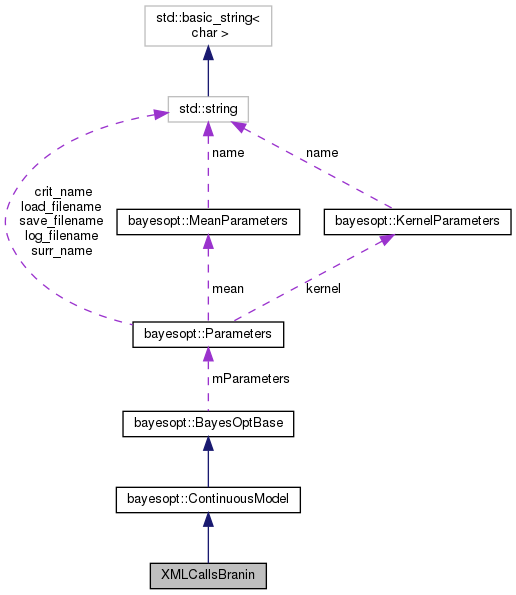 std::basic_string<
char >
std::string
name
name
crit_name
load_filename
save_filename
log_filename
surr_name
bayesopt::MeanParameters
bayesopt::KernelParameters
mean
kernel
bayesopt::Parameters
mParameters
bayesopt::BayesOptBase
bayesopt::ContinuousModel
XMLCallsBranin